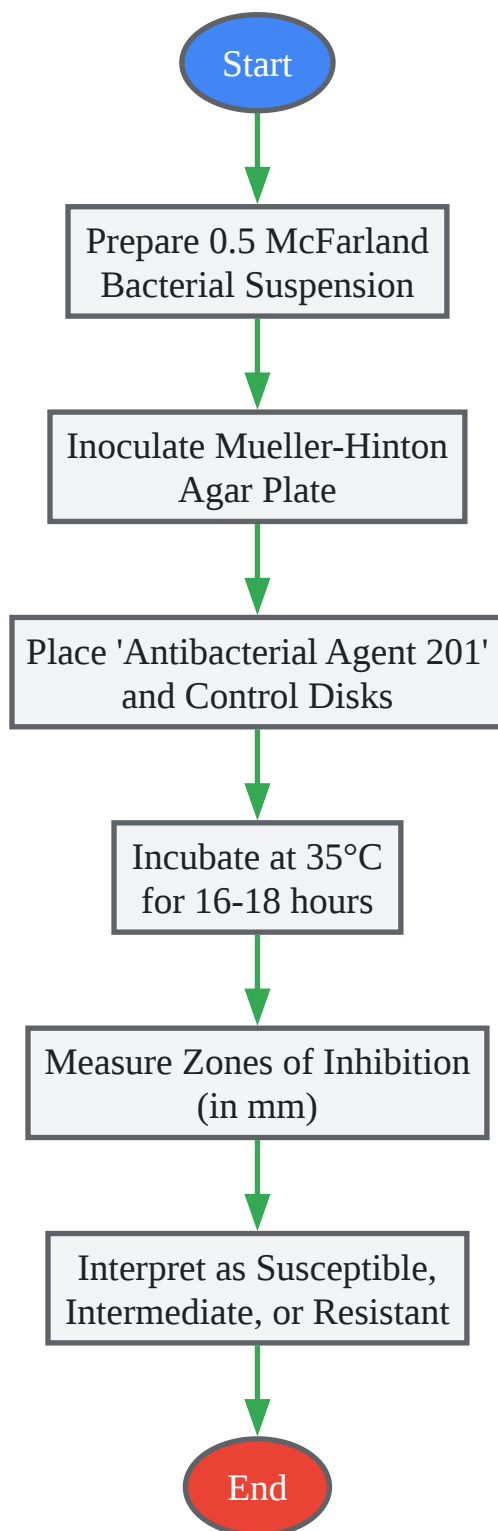 Start
Prepare 0.5 McFarland
Bacterial Suspension
Inoculate Mueller-Hinton
Agar Plate
Place 'Antibacterial Agent 201'
and Control Disks
Incubate at 35°C
for 16-18 hours
Measure Zones of Inhibition
(in mm)
Interpret as Susceptible,
Intermediate, or Resistant
End